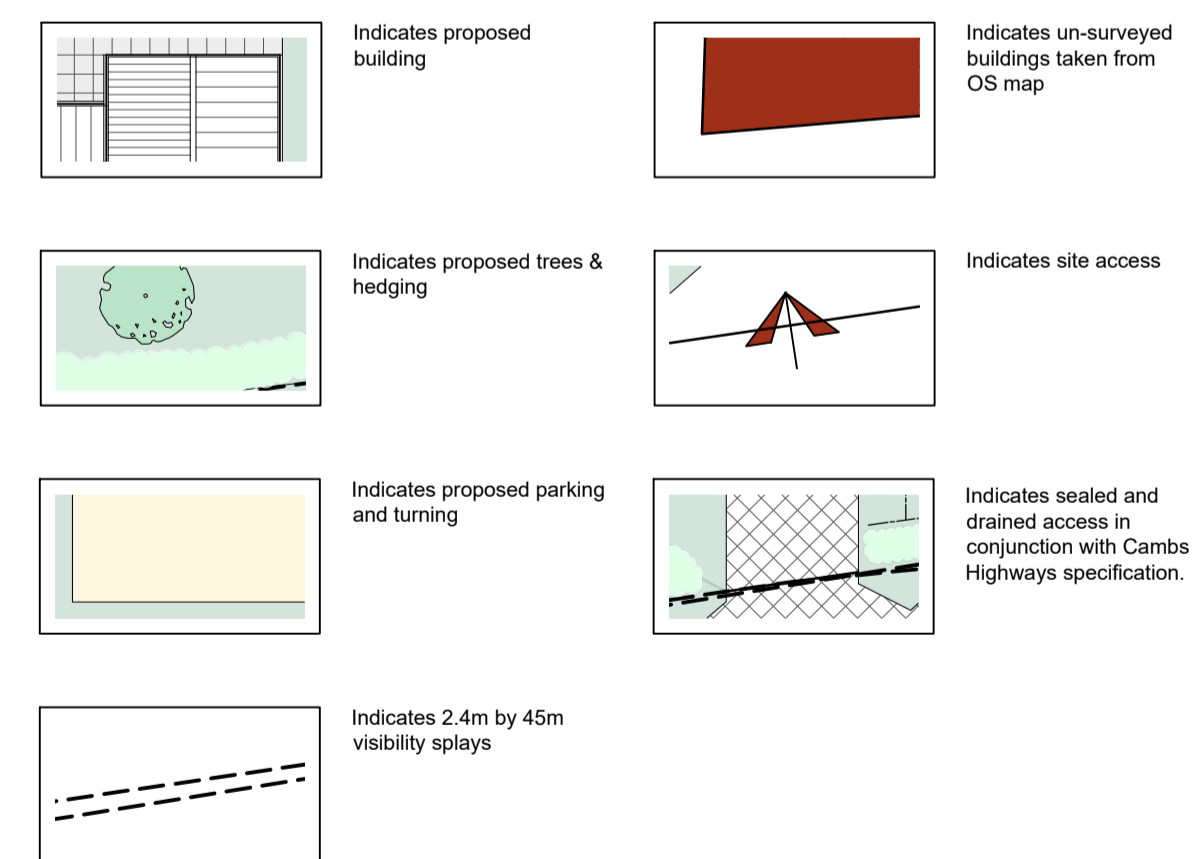 Indicates proposed
building
Indicates un-surveyed
buildings taken from
OS map
Indicates proposed trees &
hedging
Indicates site access
Indicates proposed parking
and turning
Indicates sealed and
drained access in
conjunction with Cambs
Highways specification.
Indicates 2.4m by 45m
visibility splays